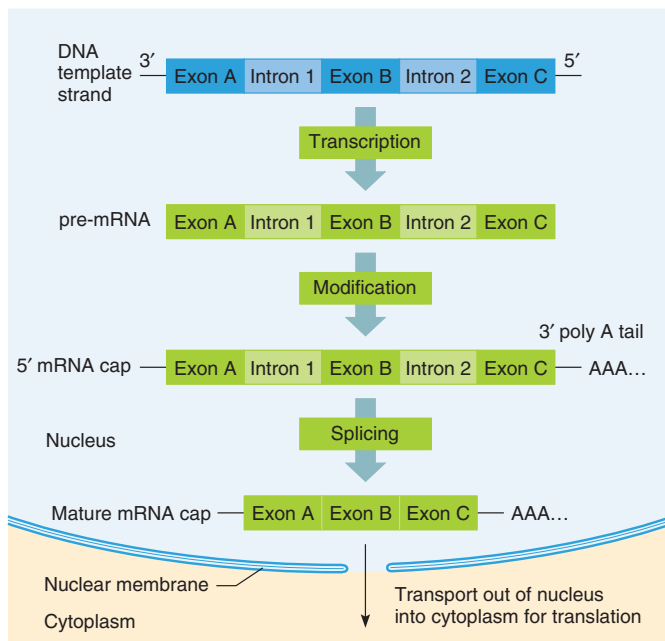 DNA
template
strand
3′
Exon A Intron 1 Exon B Intron 2 Exon C
5′
Transcription
pre-mRNA
Exon A Intron 1 Exon B Intron 2 Exon C
Modification
3′ poly A tail
5′ mRNA cap
Exon A Intron 1 Exon B Intron 2 Exon C
AAA…
Nucleus
Splicing
Mature mRNA cap
Exon A Exon B Exon C
AAA…
Nuclear membrane
Cytoplasm
Transport out of nucleus
into cytoplasm for translation